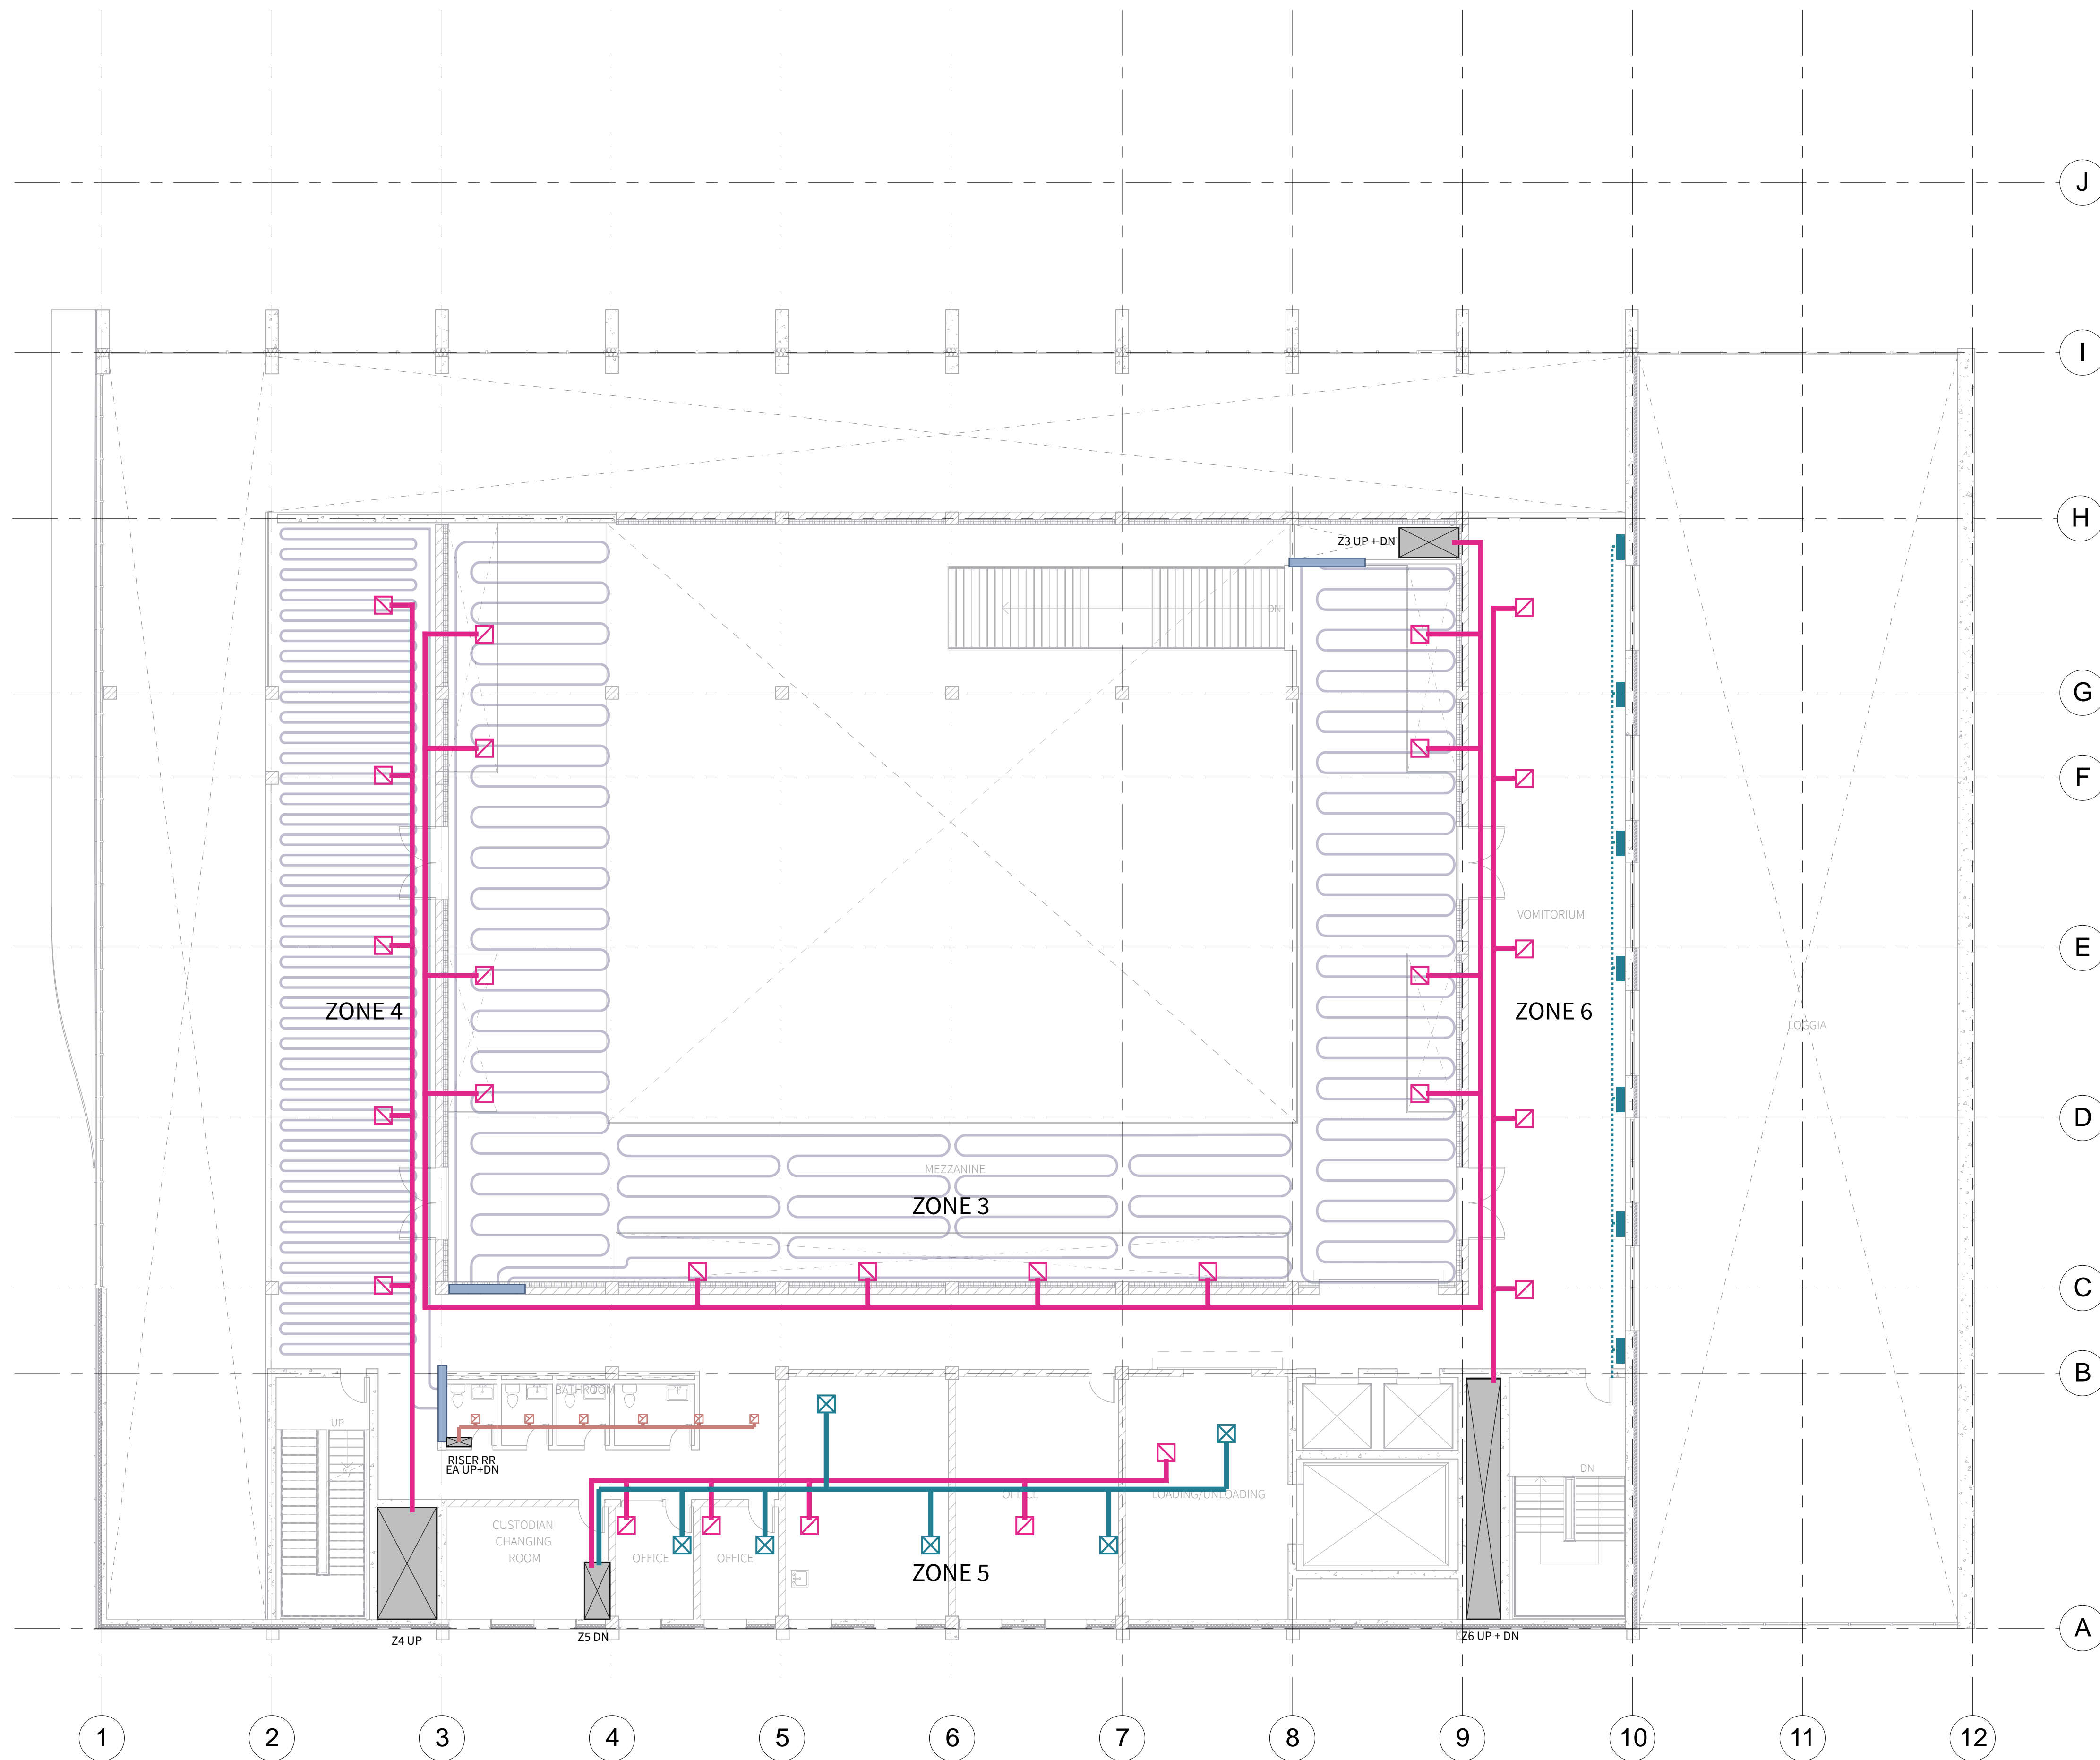 J
I
H
Z3 UP + DN
DN
G
F
VOMITORIUM
E
ZONE 4
ZONE 6
LOGGIA
D
MEZZANINE
ZONE 3
C
B
BATHROOM
UP
RISER RR
EA UP+DN
DN
OFFICE
LOADING/UNLOADING
CUSTODIAN
CHANGING
ROOM
OFFICE
OFFICE
ZONE 5
A
Z4 UP
Z5 DN
Z6 UP + DN
1
2
3
4
5
6
7
8
9
10
11
12